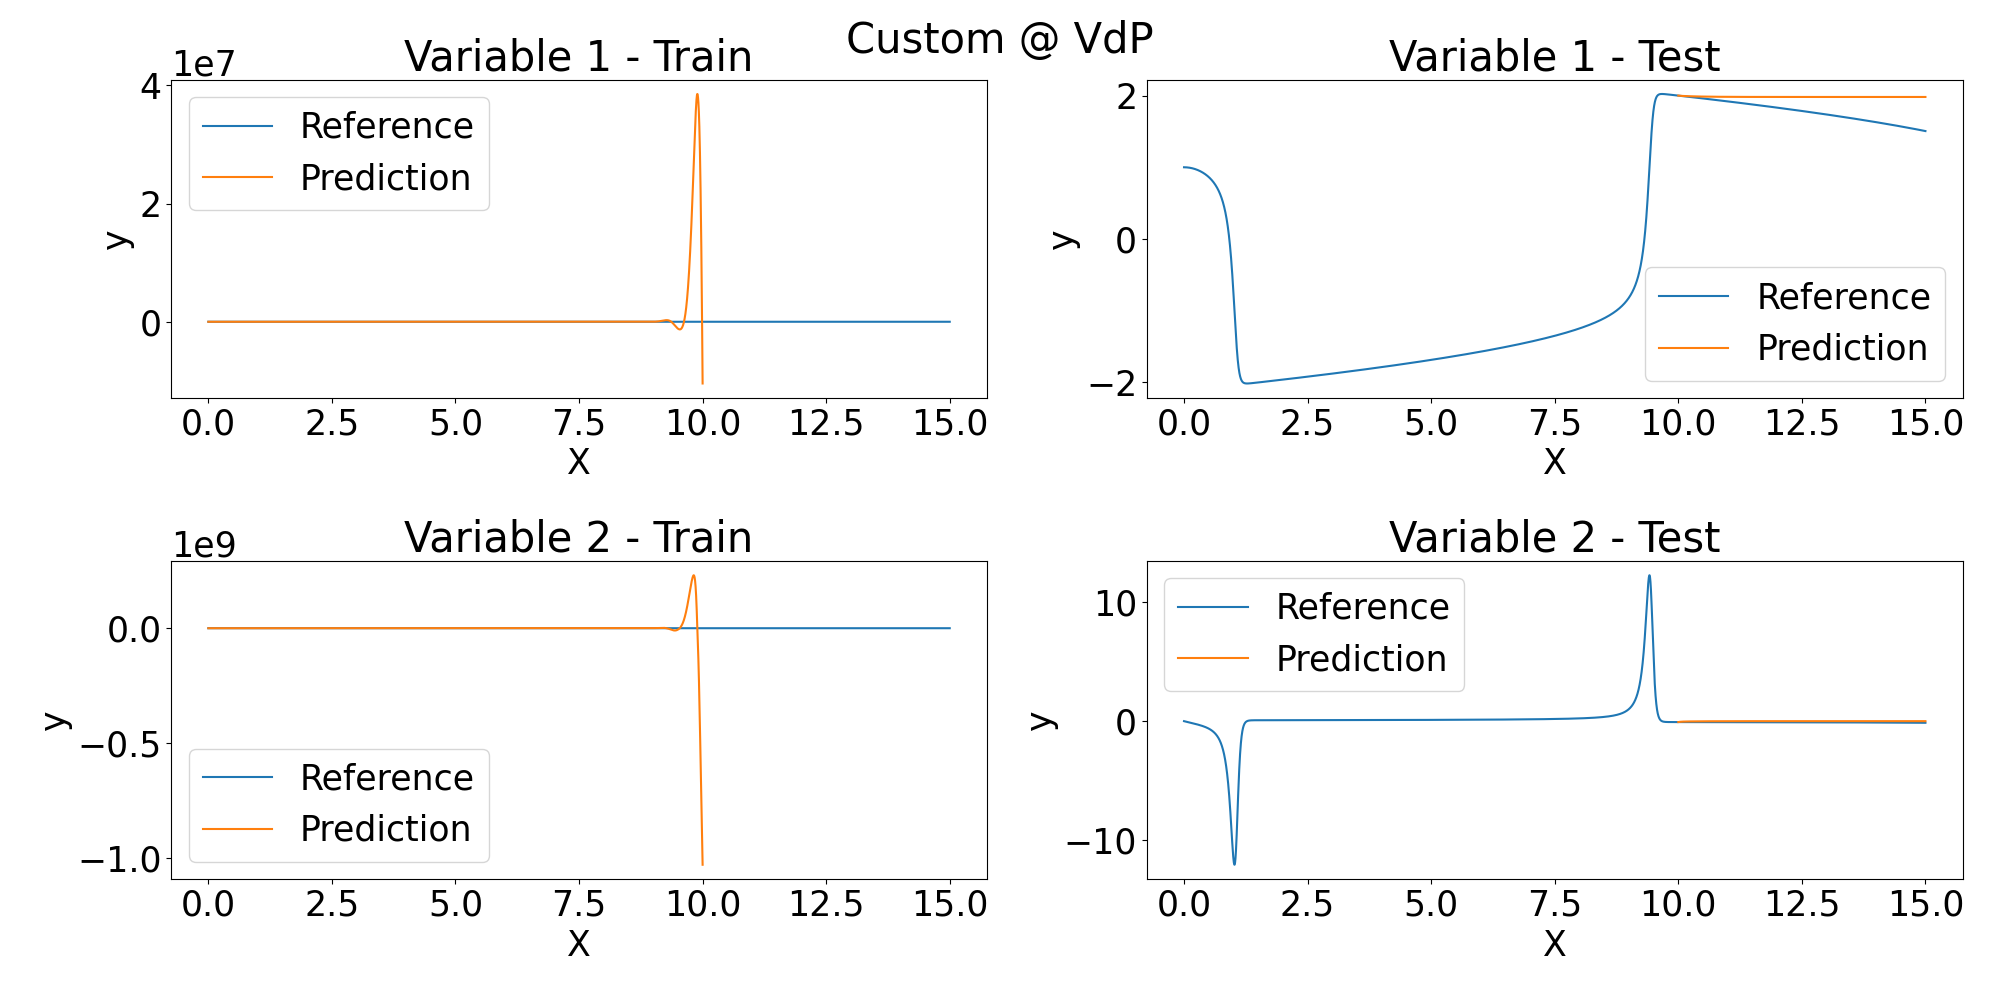 Custom @ VdP
Variable 1 - Train
1e7
4
2
0
y
Reference
Prediction
0.0 2.5 5.0 7.5 10.0 12.5 15.0
X
Variable 1 - Test
2
0
−2
y
Reference
Prediction
0.0 2.5 5.0 7.5 10.0 12.5 15.0
X
Variable 2 - Train
1e9
0.0
−0.5
−1.0
y
Reference
Prediction
0.0 2.5 5.0 7.5 10.0 12.5 15.0
X
Variable 2 - Test
10
0
−10
y
Reference
Prediction
0.0 2.5 5.0 7.5 10.0 12.5 15.0
X